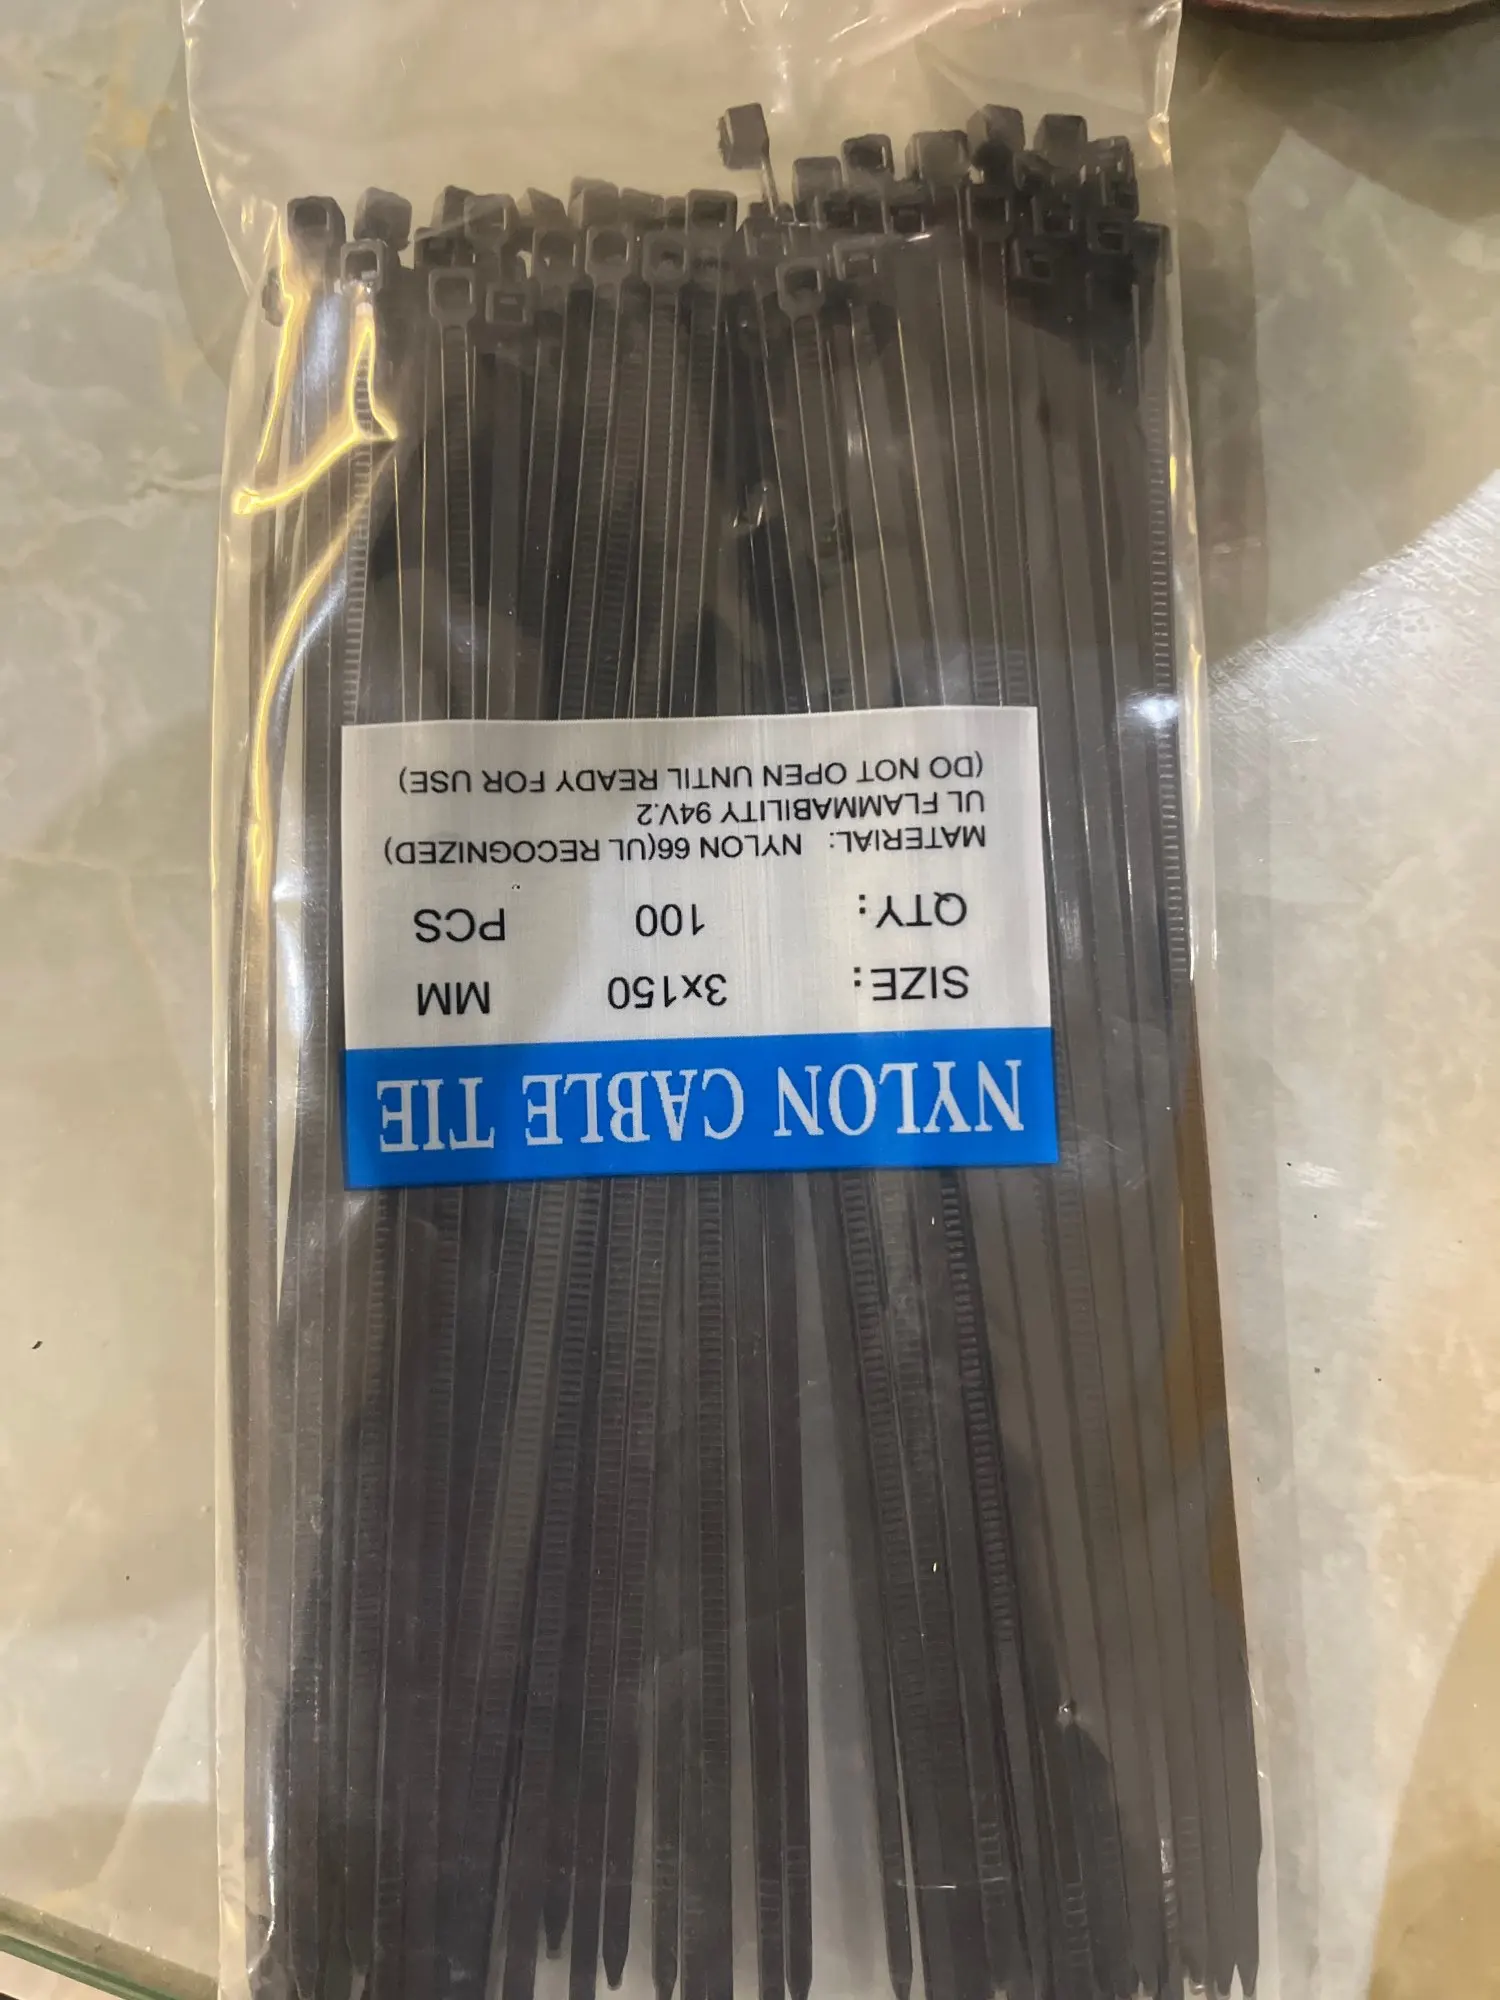 NYLON CABLE TIE
SIZE: 3x150 MM
QTY: 100 PCS
MATERIAL: NYLON 66(UL RECOGNIZED)
UL FLAMMABILITY 94V.2
(DO NOT OPEN UNTIL READY FOR USE)